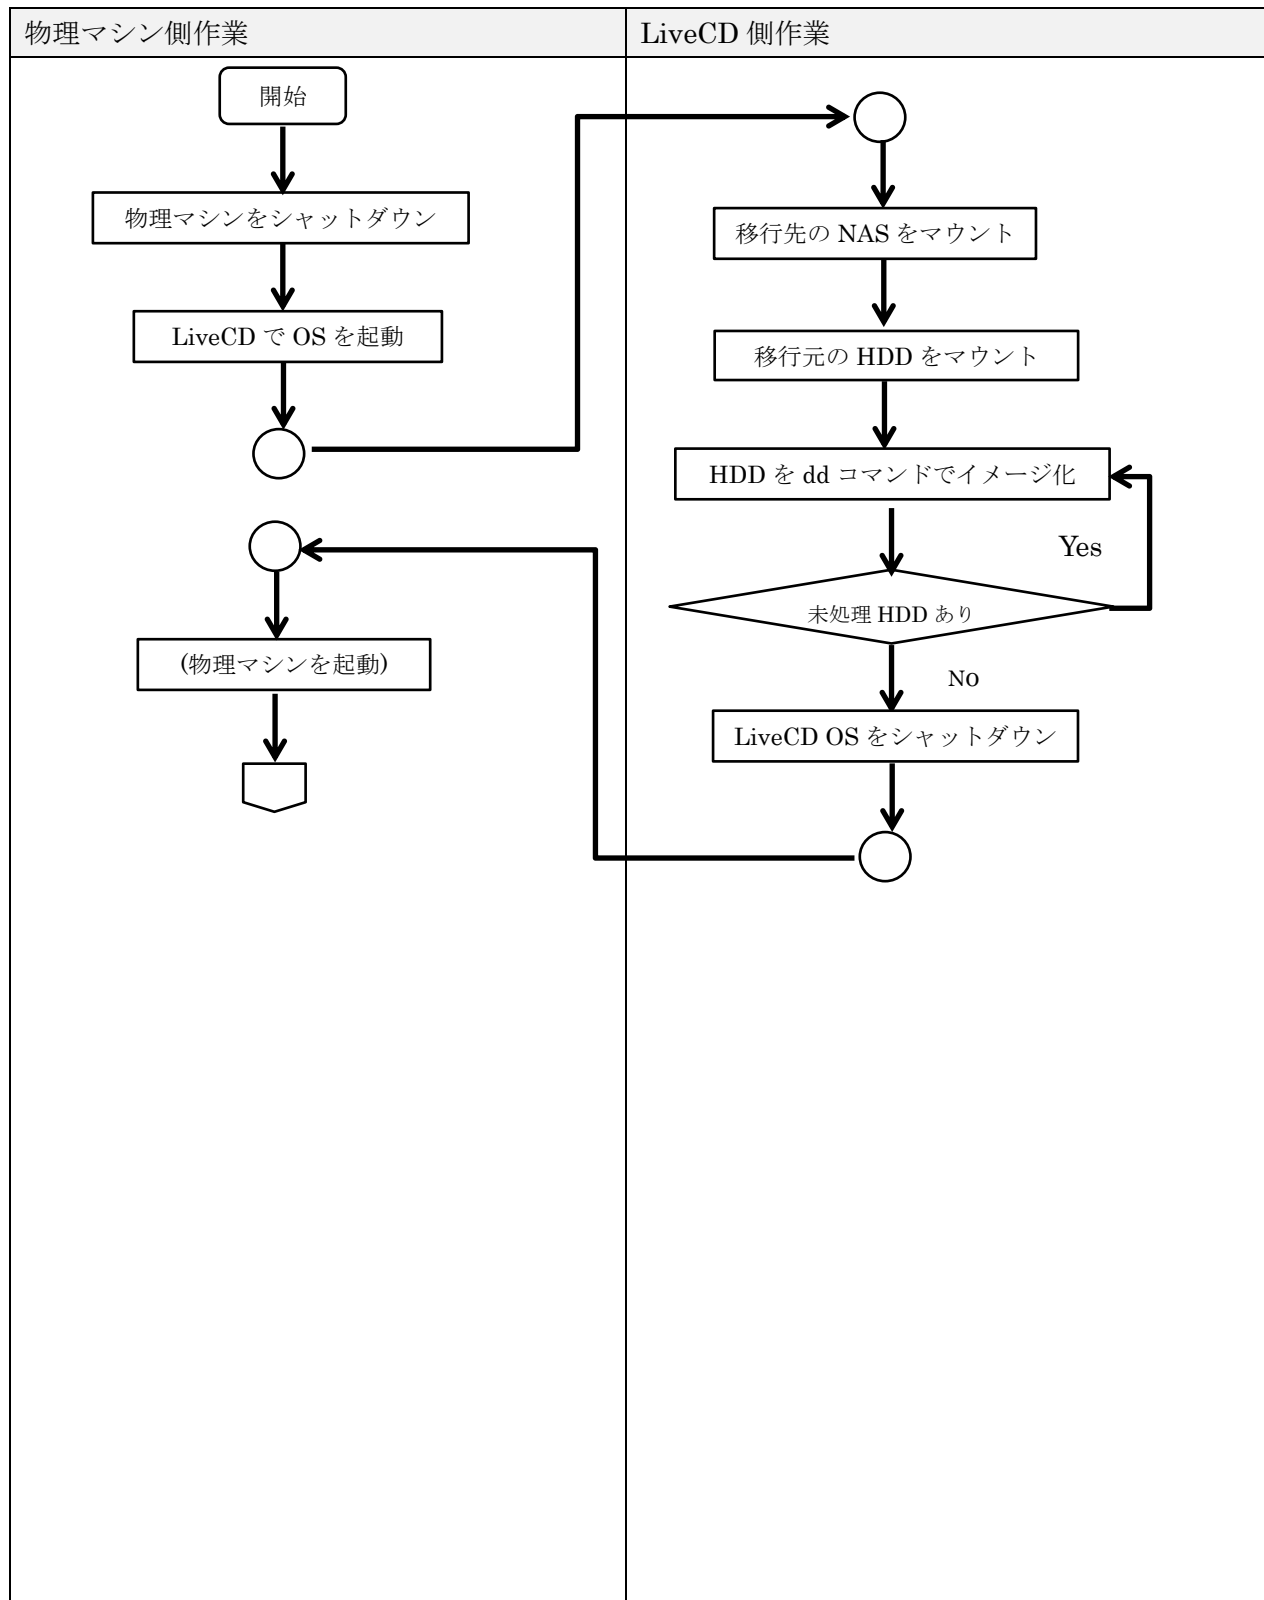 物理マシン側作業
LiveCD 側作業
開始
物理マシンをシャットダウン
LiveCD で OS を起動
移行先の NAS をマウント
移行元の HDD をマウント
HDD を dd コマンドでイメージ化
Yes
未処理 HDD あり
No
LiveCD OS をシャットダウン
(物理マシンを起動)